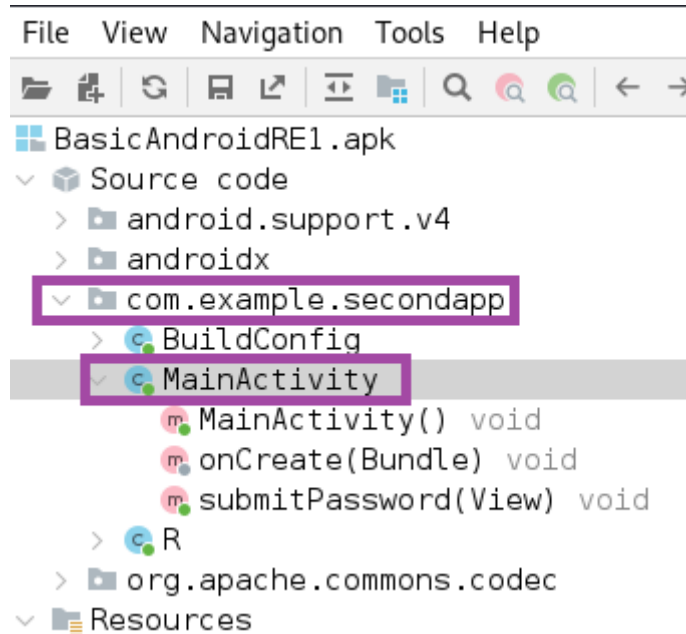 File View Navigation Tools Help
BasicAndroidRE1.apk
Source code
android.support.v4
androidx
com.example.secondapp
BuildConfig
MainActivity
MainActivity() void
onCreate(Bundle) void
submitPassword(View) void
R
org.apache.commons.codec
Resources